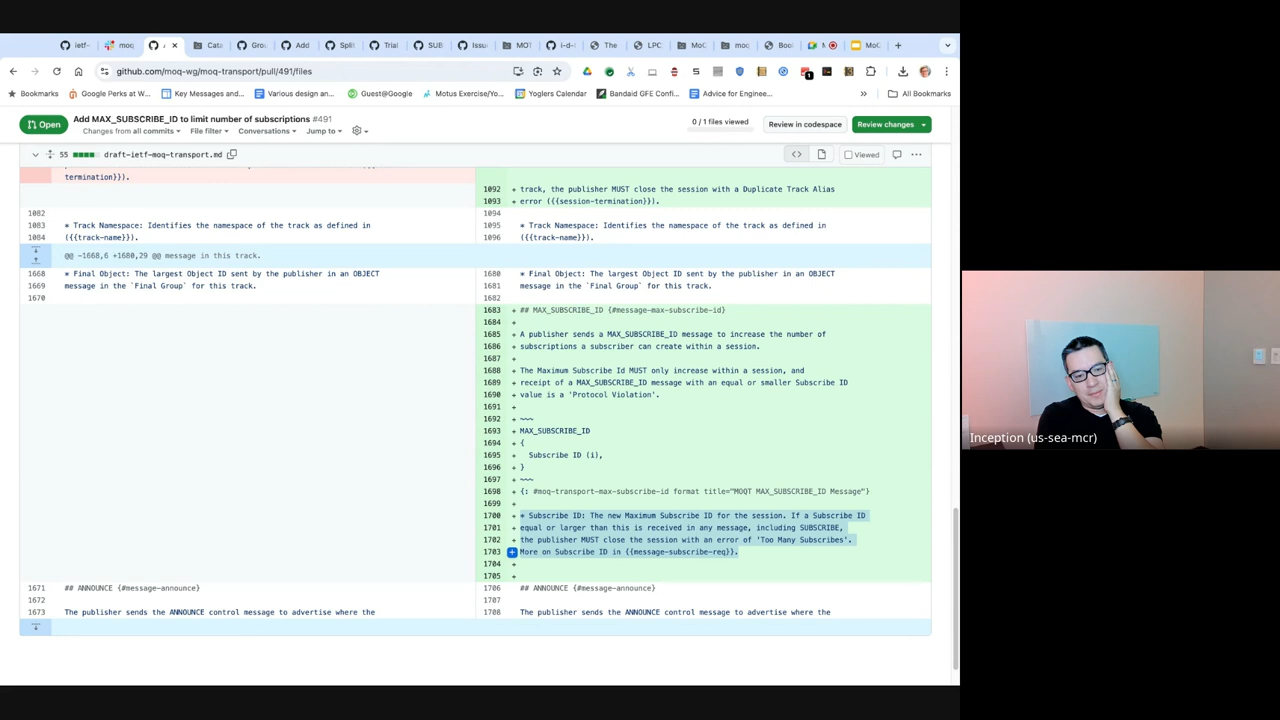 ietf-
moq
Cata
Gro
Add
Split
Trial
SUB
Issu
MOT
i-d-s
The
LPC
MoC
moq
Bool
M
MoC
github.com/moq-wg/moq-transport/pull/491/files
Bookmarks
Google Perks at W...
Key Messages and...
Various design an...
Guest@Google
Motus Exercise/Yo...
Yoglers Calendar
Bandaid GFE Confi...
Advice for Enginee...
All Bookmarks
Open
Add MAX_SUBSCRIBE_ID to limit number of subscriptions #491
Changes from all commits
File filter
Conversations
Jump to
0 / 1 files viewed
Review in codespace
Review changes
55
draft-ietf-moq-transport.md
Viewed
termination}}).
1092 + track, the publisher MUST close the session with a Duplicate Track Alias
1093 + error ({{session-termination}}).
1082 1094
1083 * Track Namespace: Identifies the namespace of the track as defined in 1095 * Track Namespace: Identifies the namespace of the track as defined in
1084 ({{track-name}}). 1096 ({{track-name}}).
@@ -1668,6 +1680,29 @@ message in this track.
1668 * Final Object: The largest Object ID sent by the publisher in an OBJECT 1680 * Final Object: The largest Object ID sent by the publisher in an OBJECT
1669 message in the `Final Group` for this track. 1681 message in the `Final Group` for this track.
1670 1682
1683 + ## MAX_SUBSCRIBE_ID {#message-max-subscribe-id}
1684 +
1685 + A publisher sends a MAX_SUBSCRIBE_ID message to increase the number of
1686 + subscriptions a subscriber can create within a session.
1687 +
1688 + The Maximum Subscribe Id MUST only increase within a session, and
1689 + receipt of a MAX_SUBSCRIBE_ID message with an equal or smaller Subscribe ID
1690 + value is a 'Protocol Violation'.
1691 +
1692 + ~~~
1693 + MAX_SUBSCRIBE_ID
1694 + {
1695 + Subscribe ID (i),
1696 + }
1697 + ~~~
1698 + {: #moq-transport-max-subscribe-id format title="MOQT MAX_SUBSCRIBE_ID Message"}
1699 +
1700 + * Subscribe ID: The new Maximum Subscribe ID for the session. If a Subscribe ID
1701 + equal or larger than this is received in any message, including SUBSCRIBE,
1702 + the publisher MUST close the session with an error of 'Too Many Subscribes'.
1703 + More on Subscribe ID in {{message-subscribe-req}}.
1704 +
1705 +
1671 ## ANNOUNCE {#message-announce} 1706 ## ANNOUNCE {#message-announce}
1672 1707
1673 The publisher sends the ANNOUNCE control message to advertise where the 1708 The publisher sends the ANNOUNCE control message to advertise where the
Inception (us-sea-mcr)